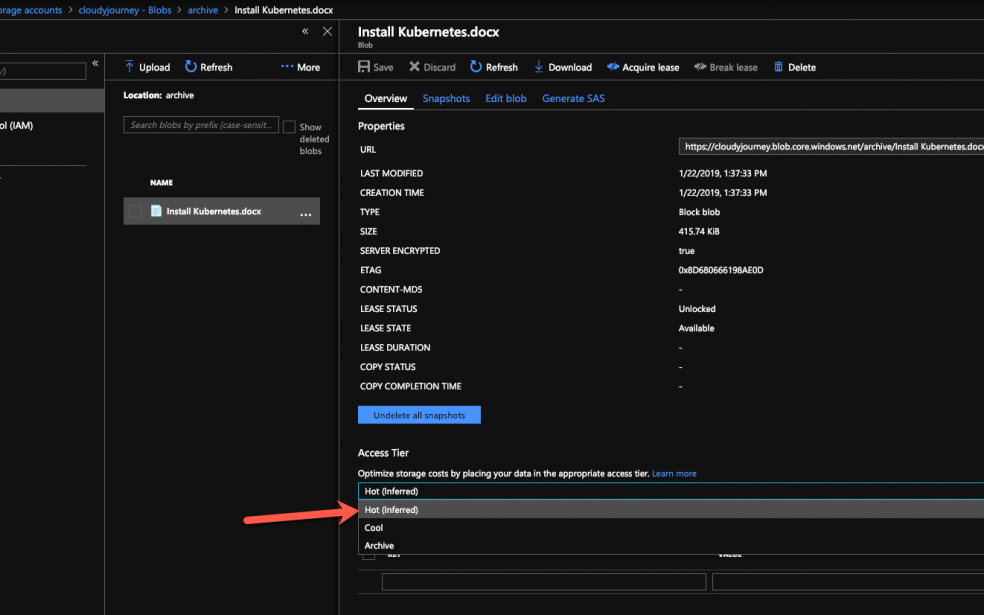 orage accounts > cloudyjourney - Blobs > archive > Install Kubernetes.docx
Install Kubernetes.docx
Blob
Upload Refresh ... More
Save Discard Refresh Download Acquire lease Break lease Delete
/)
Location: archive
Overview Snapshots Edit blob Generate SAS
ol (IAM)
Search blobs by prefix (case-sensit...
Show deleted blobs
Properties
URL https://cloudyjourney.blob.core.windows.net/archive/Install Kubernetes.docx
LAST MODIFIED 1/22/2019, 1:37:33 PM
NAME
CREATION TIME 1/22/2019, 1:37:33 PM
Install Kubernetes.docx ...
TYPE Block blob
SIZE 415.74 KiB
SERVER ENCRYPTED true
ETAG 0x8D680666198AE0D
CONTENT-MD5 -
LEASE STATUS Unlocked
LEASE STATE Available
LEASE DURATION -
COPY STATUS -
COPY COMPLETION TIME -
Undelete all snapshots
Access Tier
Optimize storage costs by placing your data in the appropriate access tier. Learn more
Hot (Inferred)
Hot (Inferred)
Cool
Archive
KEY VALUE